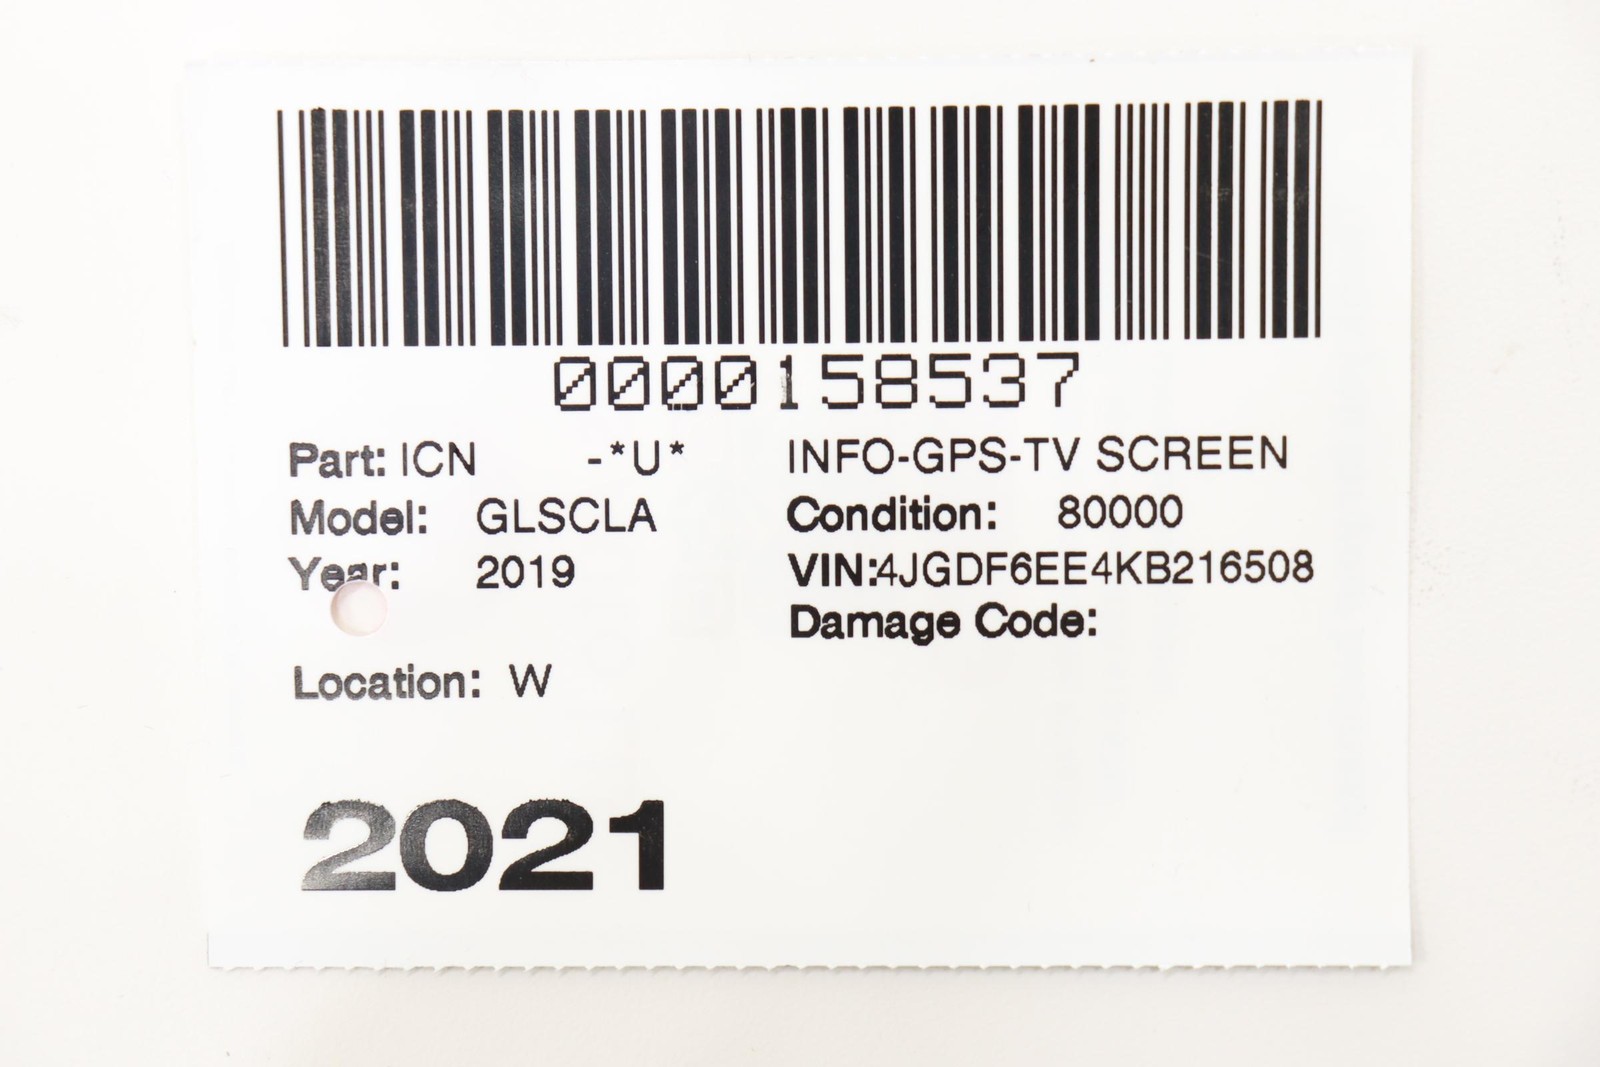 0000158537
Part: ICN -*U* INFO-GPS-TV SCREEN
Model: GLSCLA Condition: 80000
Year: 2019 VIN:4JGDF6EE4KB216508
Damage Code:
Location: W
2021